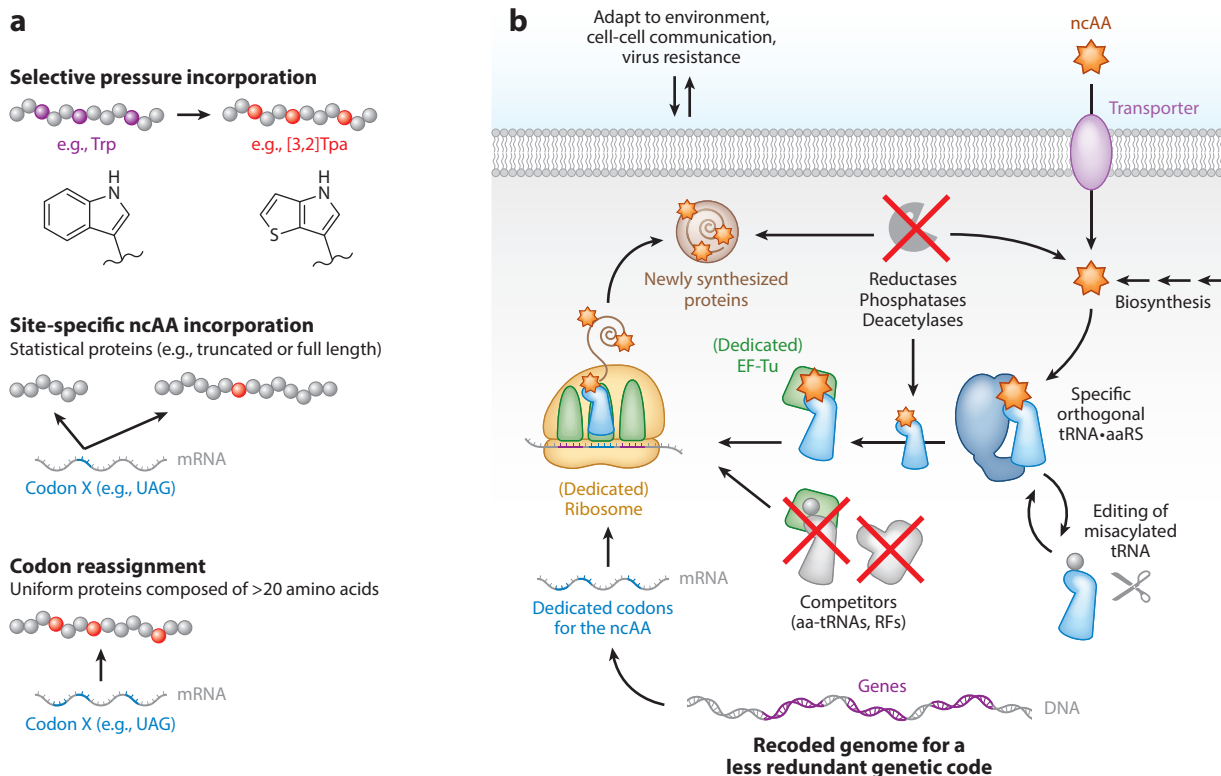 a
Selective pressure incorporation
e.g., Trp
e.g., [3,2]Tpa
H
N
H
N
S
Site-specific ncAA incorporation
Statistical proteins (e.g., truncated or full length)
mRNA
Codon X (e.g., UAG)
Codon reassignment
Uniform proteins composed of >20 amino acids
mRNA
Codon X (e.g., UAG)
b
Adapt to environment,
cell-cell communication,
virus resistance
ncAA
Transporter
Newly synthesized
proteins
Reductases
Phosphatases
Deacetylases
Biosynthesis
(Dedicated)
EF-Tu
Specific
orthogonal
tRNA•aaRS
(Dedicated)
Ribosome
Editing of
misacylated
tRNA
mRNA
Dedicated codons
for the ncAA
Competitors
(aa-tRNAs, RFs)
Genes
DNA
Recoded genome for a
less redundant genetic code